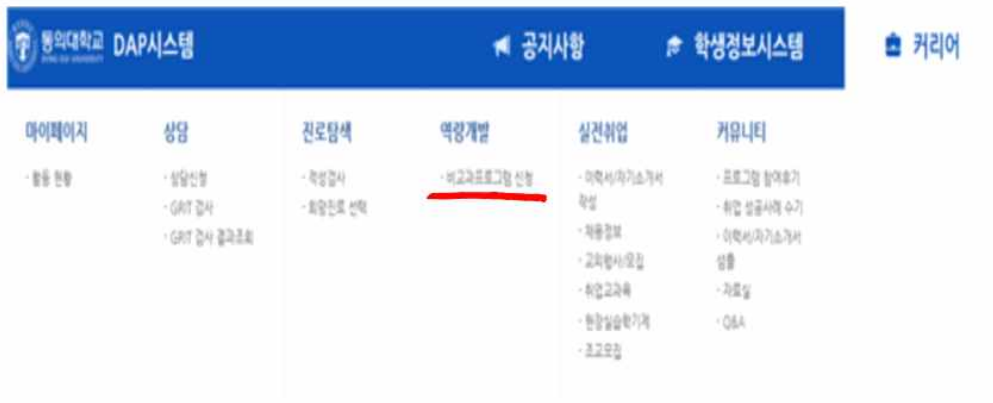 동의대학교 DAP시스템
DONG-EUI UNIVERSITY
공지사항
학생정보시스템
커리어
마이페이지
· 활동 현황
상담
· 상담신청
· GRIT 검사
· GRIT 검사 결과조회
진로탐색
· 적성검사
· 희망진로 선택
역량개발
· 비교과프로그램 신청
실전취업
· 이력서/자기소개서
작성
· 채용정보
· 교외행사/모집
· 취업교과목
· 현장실습학기제
· 조교모집
커뮤니티
· 프로그램 참여후기
· 취업 성공사례 수기
· 이력서/자기소개서
샘플
· 자료실
· Q&A